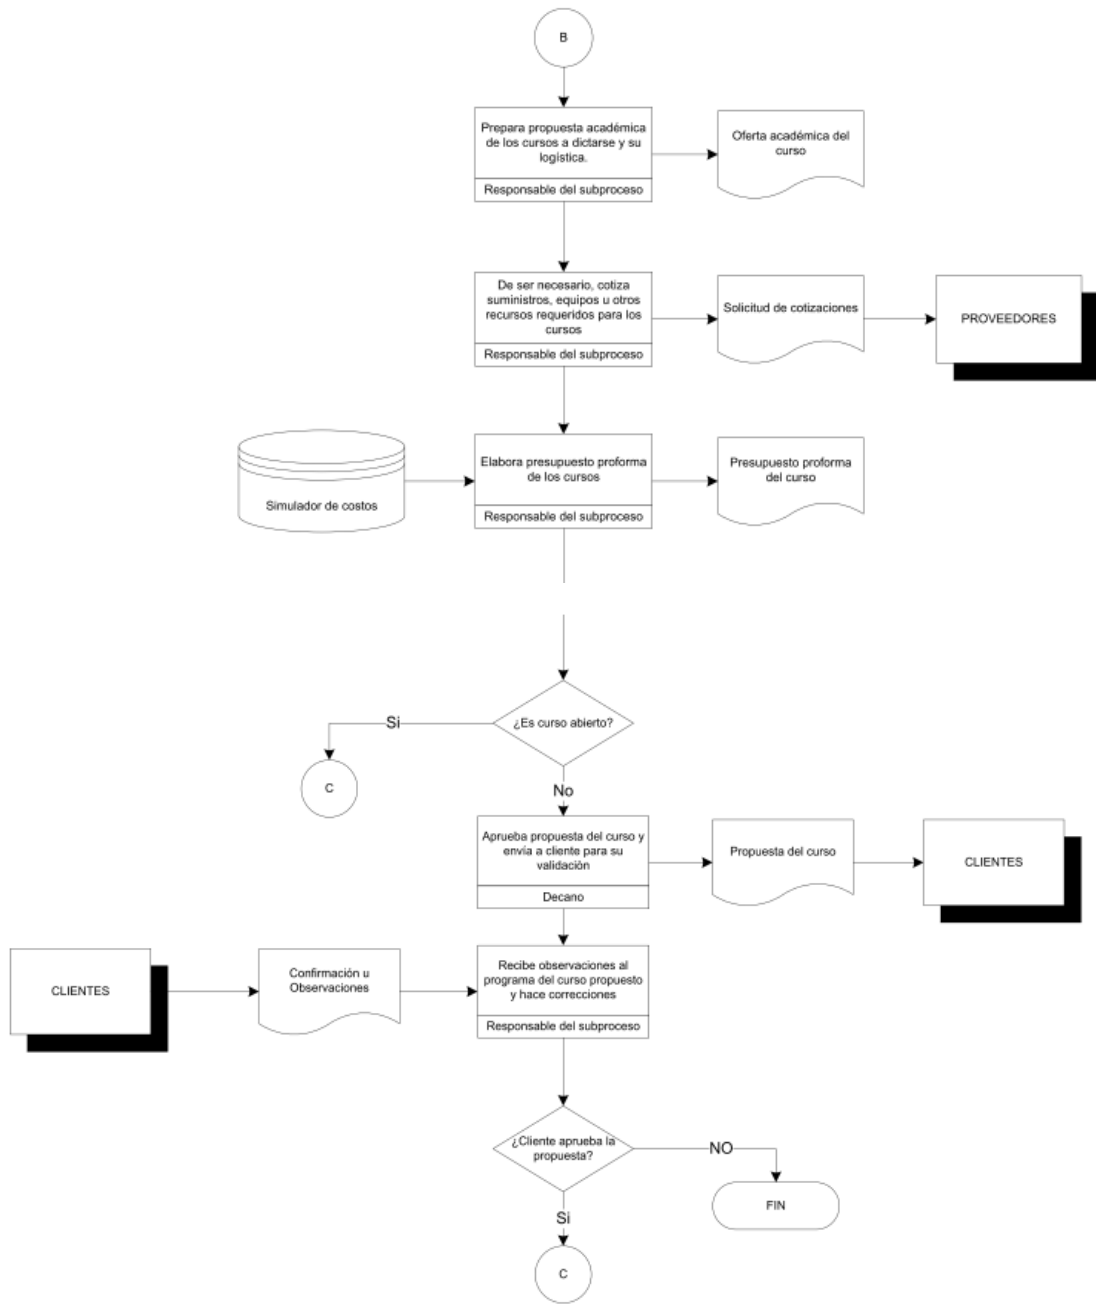 B
Prepara propuesta académica
de los cursos a dictarse y su
logística.
Responsable del subproceso
Oferta académica del
curso
De ser necesario, cotiza
suministros, equipos u otros
recursos requeridos para los
cursos
Responsable del subproceso
Solicitud de cotizaciones
PROVEEDORES
Simulador de costos
Elabora presupuesto proforma
de los cursos
Responsable del subproceso
Presupuesto proforma
del curso
¿Es curso abierto?
Si
C
No
Aprueba propuesta del curso y
envía a cliente para su
validación
Decano
Propuesta del curso
CLIENTES
CLIENTES
Confirmación u
Observaciones
Recibe observaciones al
programa del curso propuesto
y hace correcciones
Responsable del subproceso
¿Cliente aprueba la
propuesta?
NO
FIN
Si
C